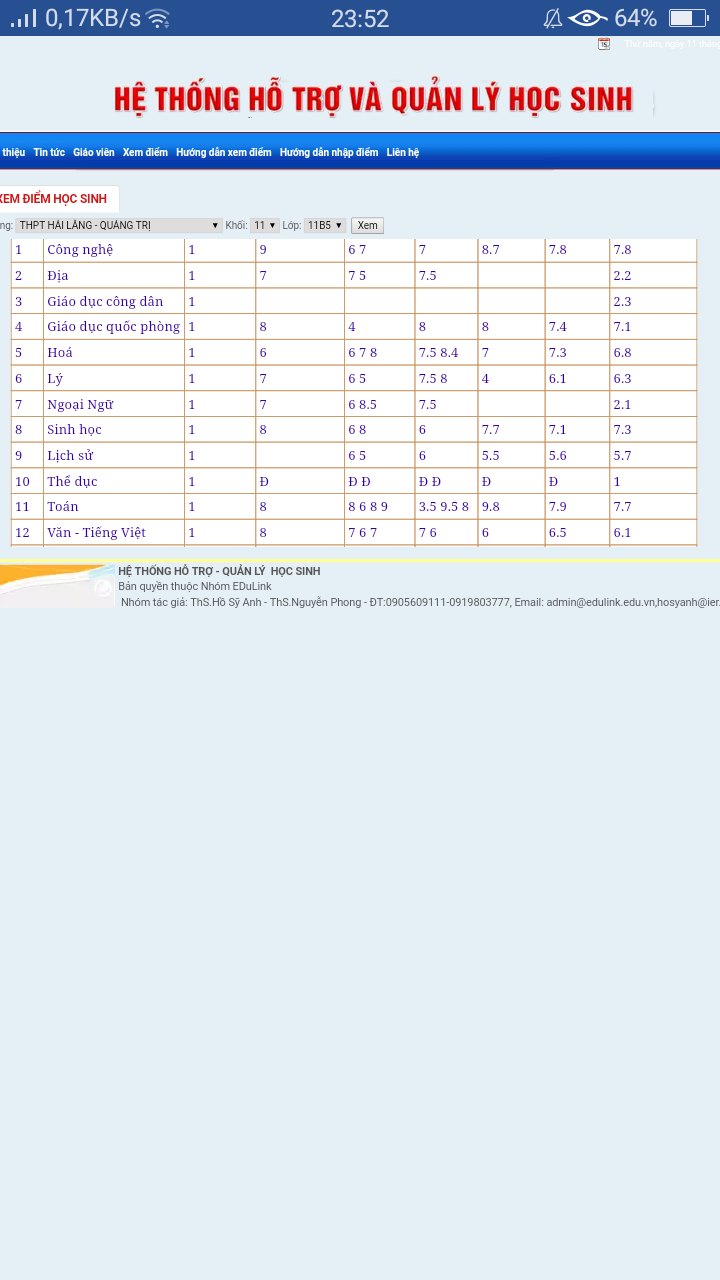 0,17KB/s 23:52 64%
15 Thứ năm, ngày 11 tháng
HỆ THỐNG HỖ TRỢ VÀ QUẢN LÝ HỌC SINH
thiệu Tin tức Giáo viên Xem điểm Hướng dẫn xem điểm Hướng dẫn nhập điểm Liên hệ
XEM ĐIỂM HỌC SINH
ng: THPT HẢI LĂNG - QUẢNG TRỊ Khối: 11 Lớp: 11B5 Xem
1 Công nghệ 1 9 6 7 7 8.7 7.8 7.8
2 Địa 1 7 7 5 7.5 2.2
3 Giáo dục công dân 1 2.3
4 Giáo dục quốc phòng 1 8 4 8 8 7.4 7.1
5 Hoá 1 6 6 7 8 7.5 8.4 7 7.3 6.8
6 Lý 1 7 6 5 7.5 8 4 6.1 6.3
7 Ngoại Ngữ 1 7 6 8.5 7.5 2.1
8 Sinh học 1 8 6 8 6 7.7 7.1 7.3
9 Lịch sử 1 6 5 6 5.5 5.6 5.7
10 Thể dục 1 Đ Đ Đ Đ Đ Đ Đ 1
11 Toán 1 8 8 6 8 9 3.5 9.5 8 9.8 7.9 7.7
12 Văn - Tiếng Việt 1 8 7 6 7 7 6 6 6.5 6.1
HỆ THỐNG HỖ TRỢ - QUẢN LÝ HỌC SINH
Bản quyền thuộc Nhóm EDuLink
Nhóm tác giả: ThS.Hồ Sỹ Anh - ThS.Nguyễn Phong - ĐT:0905609111-0919803777, Email: admin@edulink.edu.vn,hosyanh@ier.